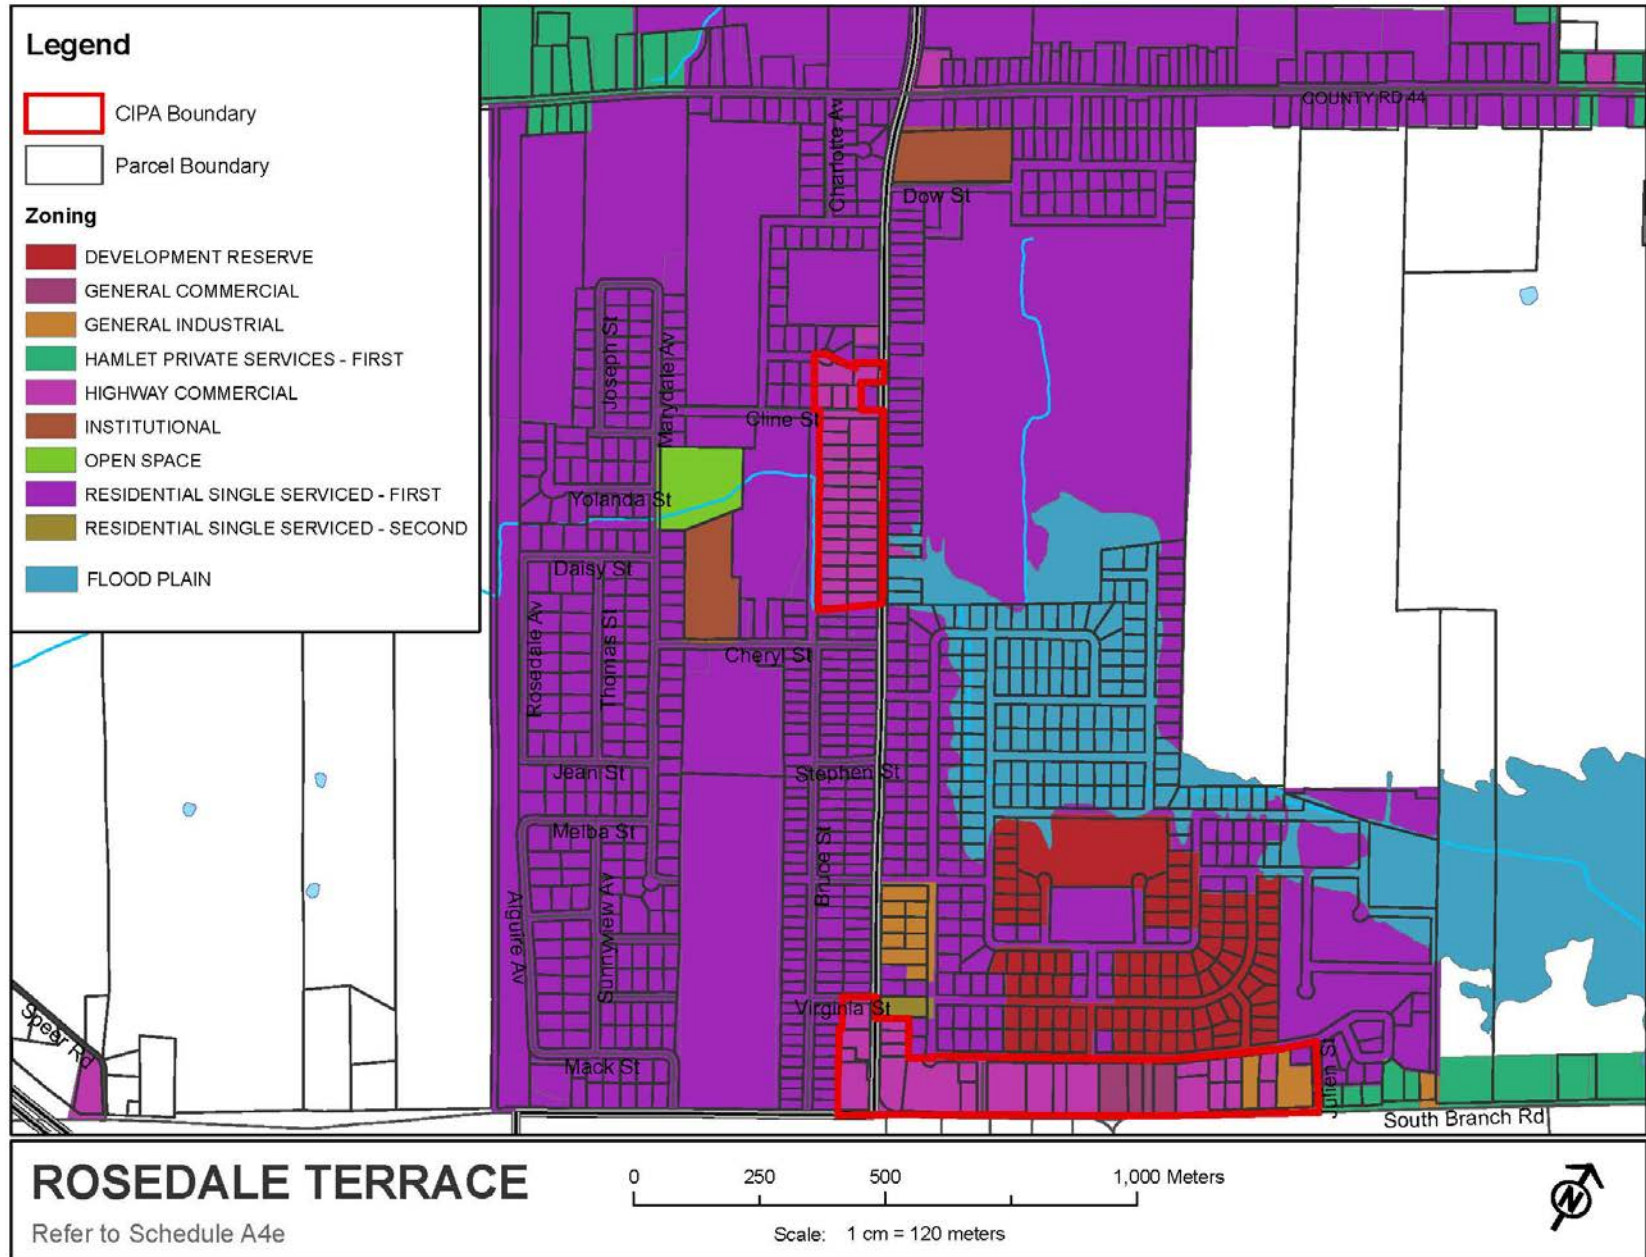 Legend
CIPA Boundary
Parcel Boundary
Zoning
DEVELOPMENT RESERVE
GENERAL COMMERCIAL
GENERAL INDUSTRIAL
HAMLET PRIVATE SERVICES - FIRST
HIGHWAY COMMERCIAL
INSTITUTIONAL
OPEN SPACE
RESIDENTIAL SINGLE SERVICED - FIRST
RESIDENTIAL SINGLE SERVICED - SECOND
FLOOD PLAIN
COUNTY RD 44
Charlotte Av
Dow St
Joseph St
Marydale Av
Cline St
Yolanda St
Daisy St
Rosedale Av
Thomas St
Cheryl St
Jean St
Stephen St
Melba St
Bruce St
Alguire Av
Sunnyview Av
Virginia St
Speer Rd
Mack St
Julien St
South Branch Rd
ROSEDALE TERRACE
Refer to Schedule A4e
0 250 500 1,000 Meters
Scale: 1 cm = 120 meters
N